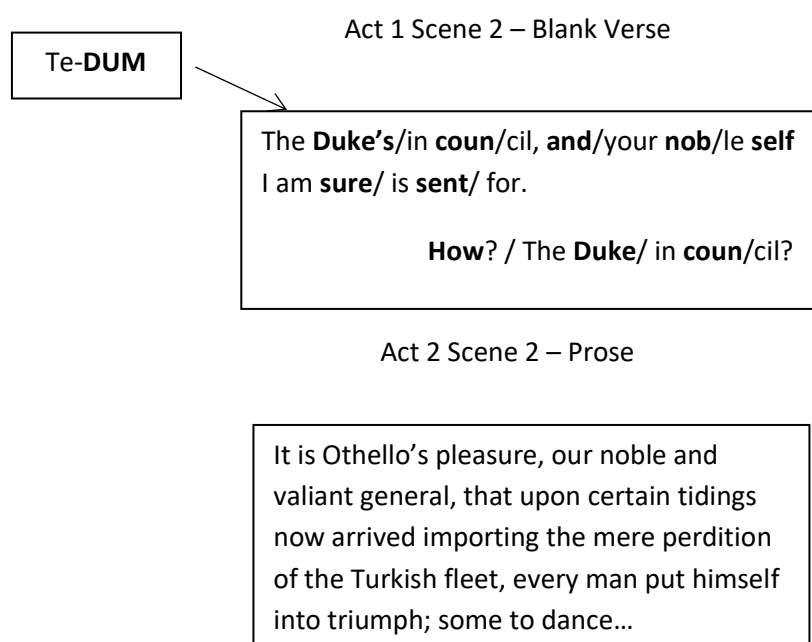 Act 1 Scene 2 – Blank Verse
Te-DUM
The Duke's/in coun/cil, and/your nob/le self
I am sure/ is sent/ for.
How? / The Duke/ in coun/cil?
Act 2 Scene 2 – Prose
It is Othello's pleasure, our noble and
valiant general, that upon certain tidings
now arrived importing the mere perdition
of the Turkish fleet, every man put himself
into triumph; some to dance…